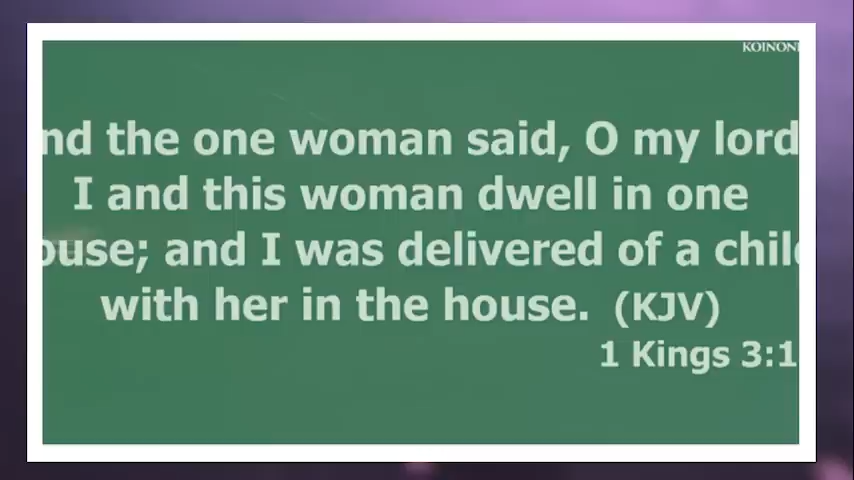 KOINONI
nd the one woman said, O my lord
I and this woman dwell in one
ouse; and I was delivered of a chil
with her in the house. (KJV)
1 Kings 3:1